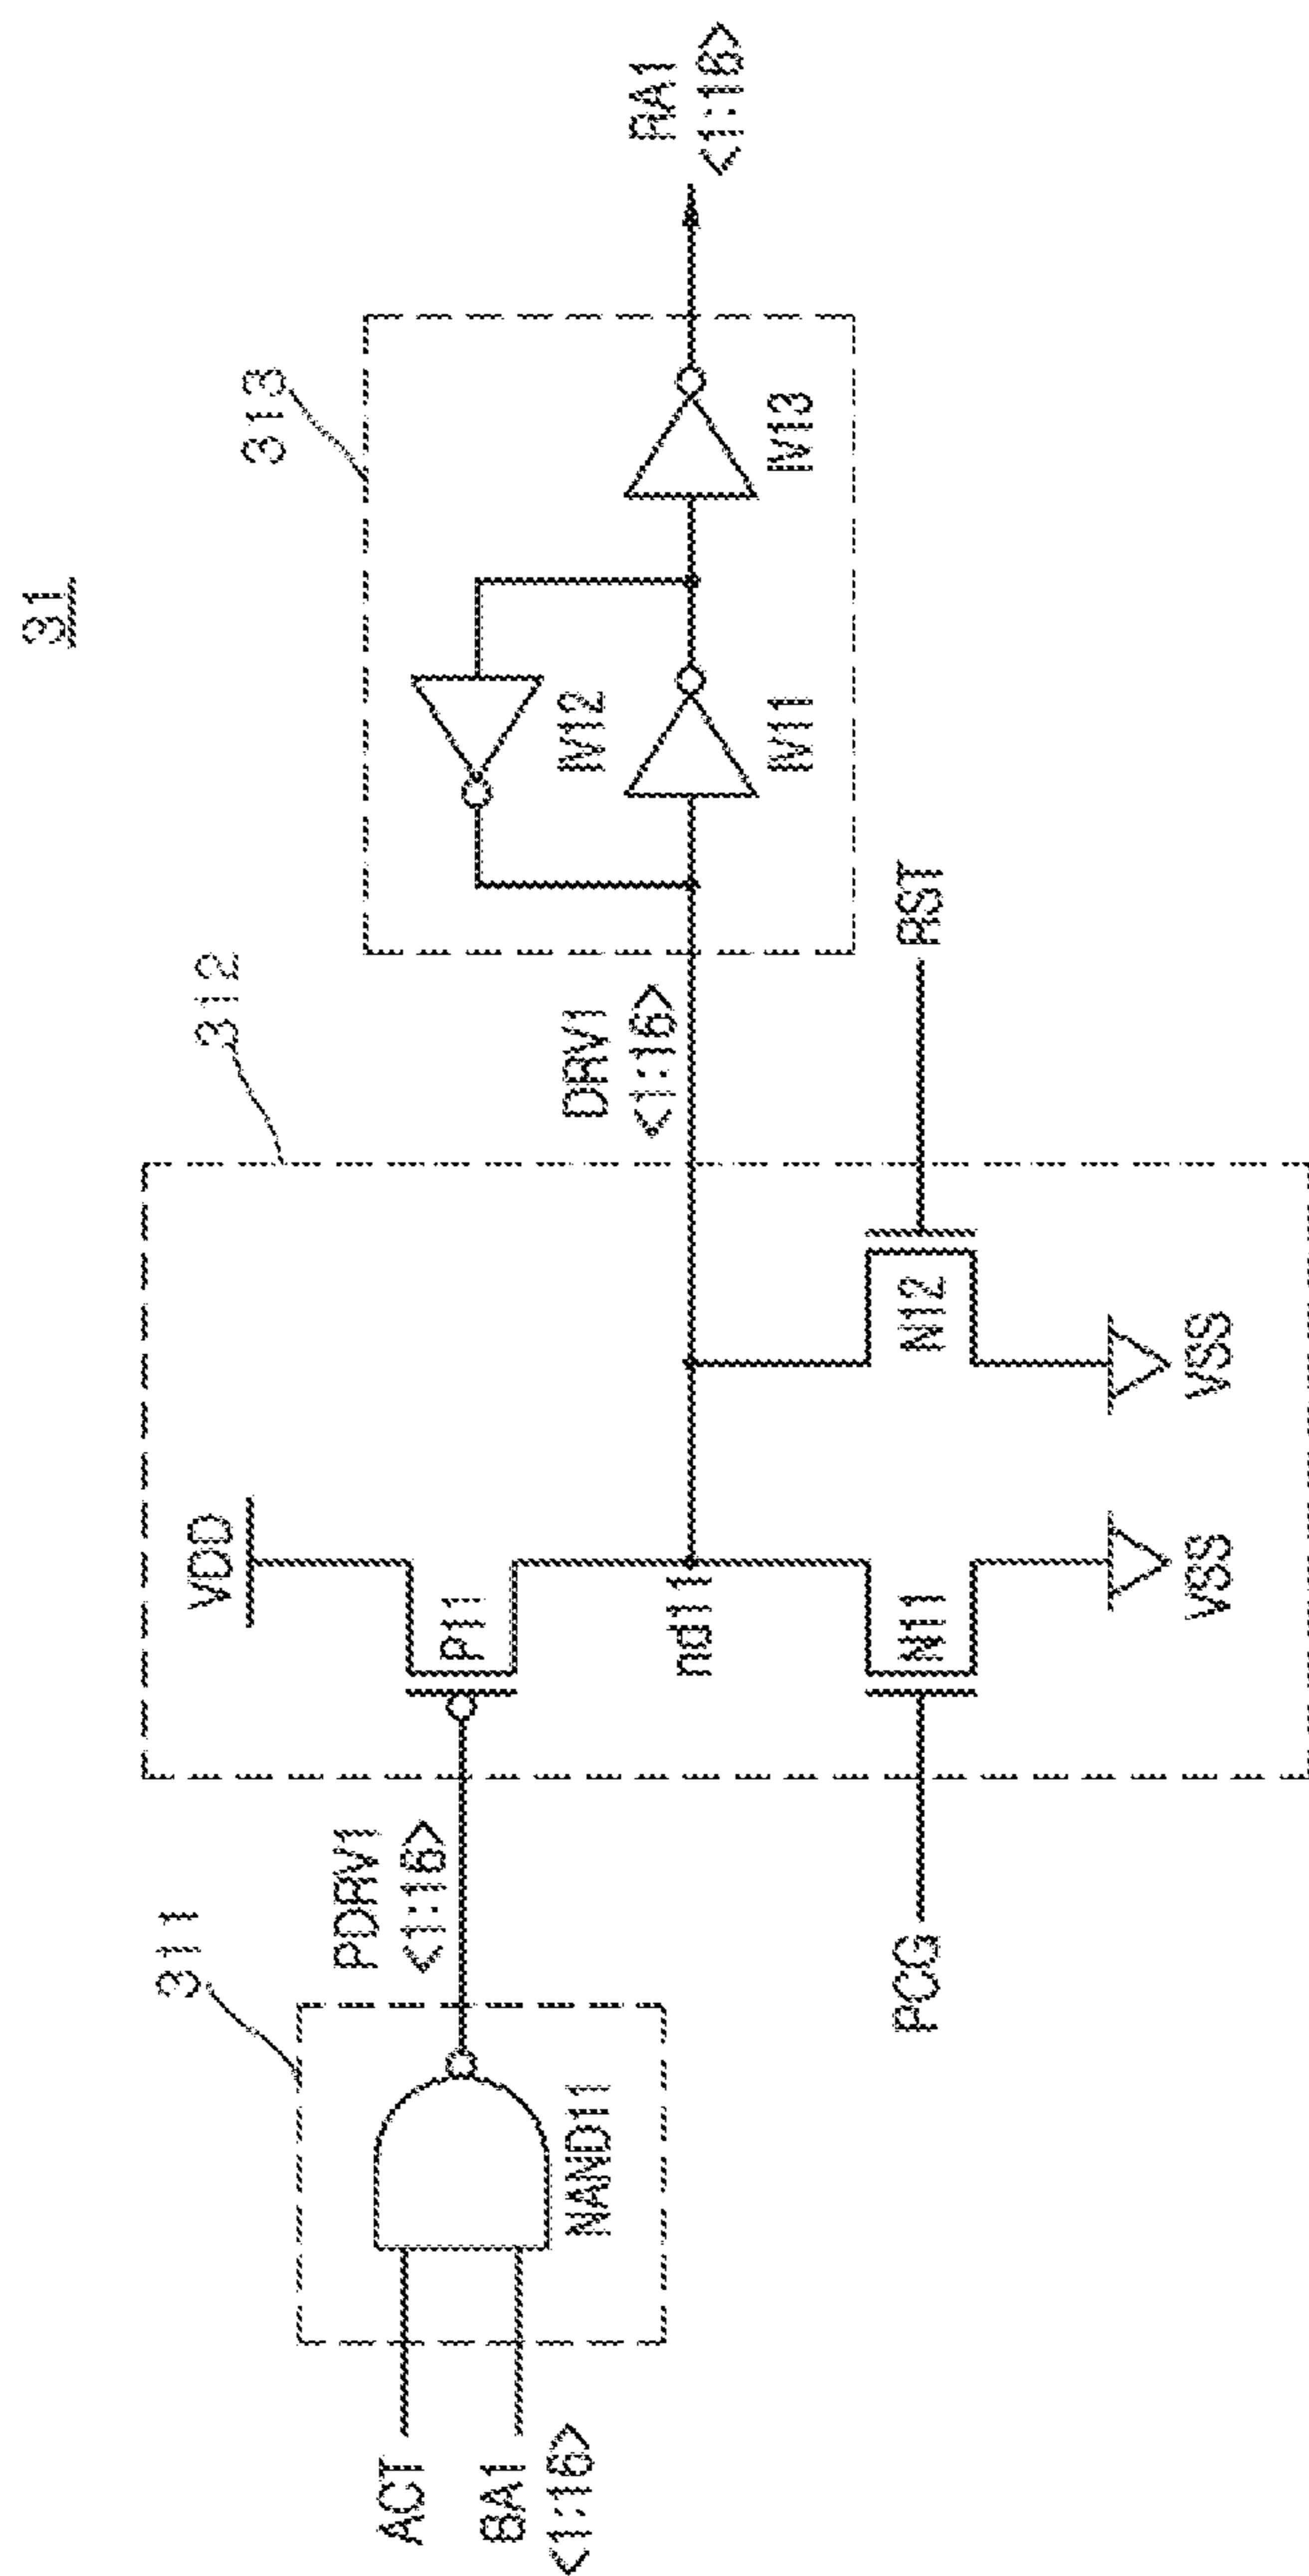 31
311
312
313
ACT
BA1
<1:16>
NAND11
PDRV1
<1:16>
VDD
P11
nd11
PCG
N11
VSS
N12
VSS
RST
DRV1
<1:16>
IV12
IV11
IV13
RA1
<1:16>